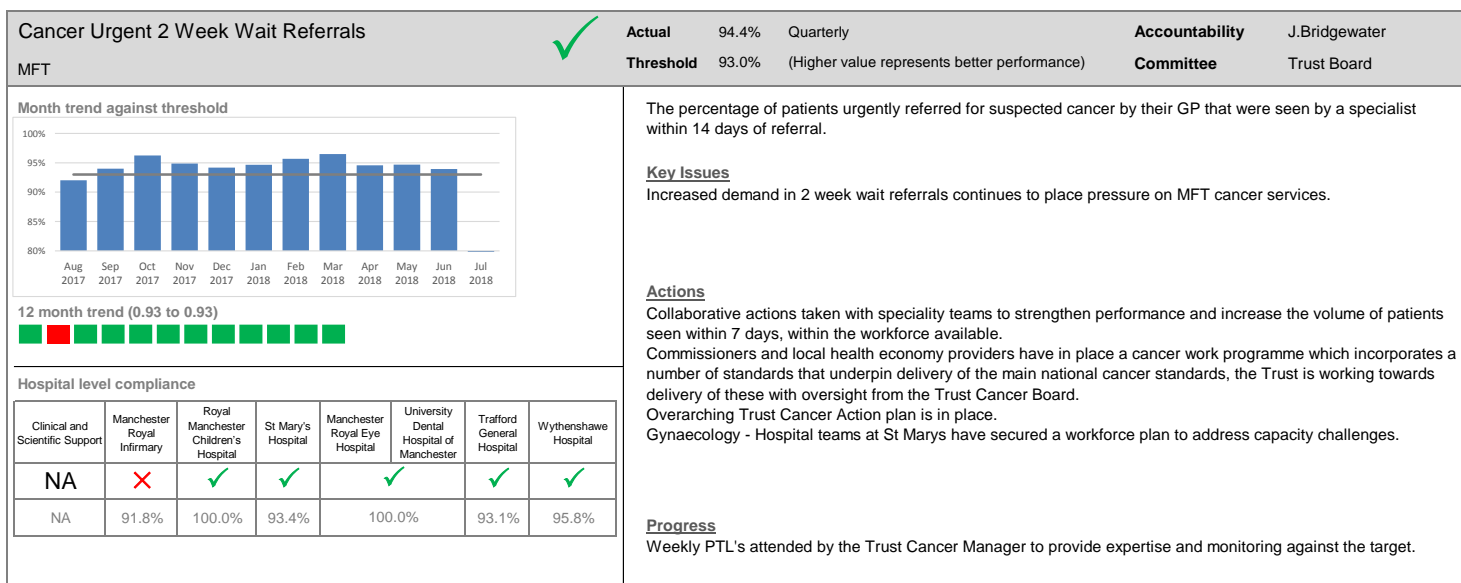 Cancer Urgent 2 Week Wait Referrals
MFT
Actual 94.4% Quarterly
Threshold 93.0% (Higher value represents better performance)
Accountability J.Bridgewater
Committee Trust Board
Month trend against threshold
100%
95%
90%
85%
80%
Aug 2017 Sep 2017 Oct 2017 Nov 2017 Dec 2017 Jan 2018 Feb 2018 Mar 2018 Apr 2018 May 2018 Jun 2018 Jul 2018
12 month trend (0.93 to 0.93)
Hospital level compliance
Clinical and Scientific Support
Manchester Royal Infirmary
Royal Manchester Children's Hospital
St Mary's Hospital
Manchester Royal Eye Hospital
University Dental Hospital of Manchester
Trafford General Hospital
Wythenshawe Hospital
NA
NA 91.8% 100.0% 93.4% 100.0% 93.1% 95.8%
The percentage of patients urgently referred for suspected cancer by their GP that were seen by a specialist
within 14 days of referral.
Key Issues
Increased demand in 2 week wait referrals continues to place pressure on MFT cancer services.
Actions
Collaborative actions taken with speciality teams to strengthen performance and increase the volume of patients
seen within 7 days, within the workforce available.
Commissioners and local health economy providers have in place a cancer work programme which incorporates a
number of standards that underpin delivery of the main national cancer standards, the Trust is working towards
delivery of these with oversight from the Trust Cancer Board.
Overarching Trust Cancer Action plan is in place.
Gynaecology - Hospital teams at St Marys have secured a workforce plan to address capacity challenges.
Progress
Weekly PTL's attended by the Trust Cancer Manager to provide expertise and monitoring against the target.